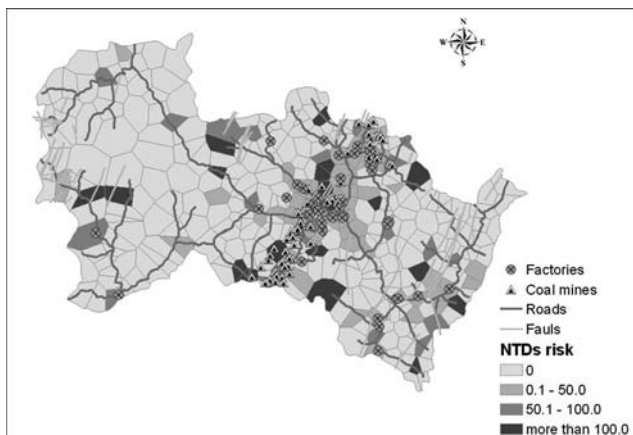 N
W E
S
Factories
Coal mines
Roads
Fauls
NTDs risk
0
0.1 - 50.0
50.1 - 100.0
more than 100.0